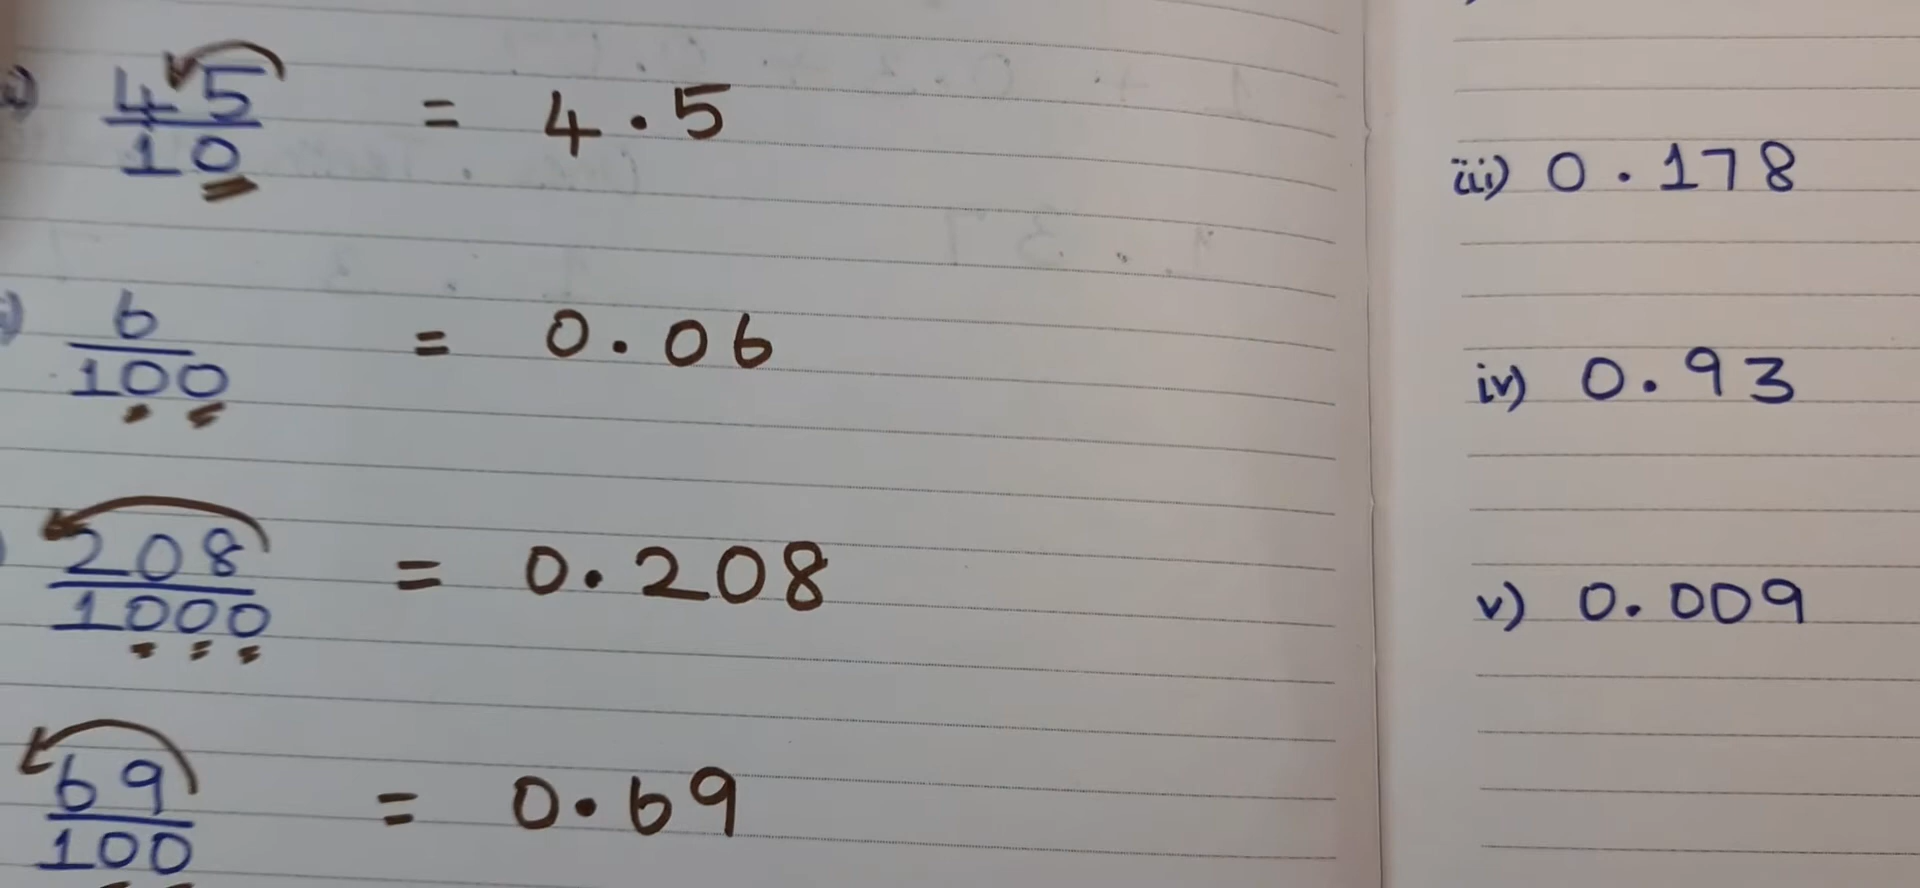 45/10 = 4.5
6/100 = 0.06
208/1000 = 0.208
69/100 = 0.69
iii) 0.178
iv) 0.93
v) 0.009